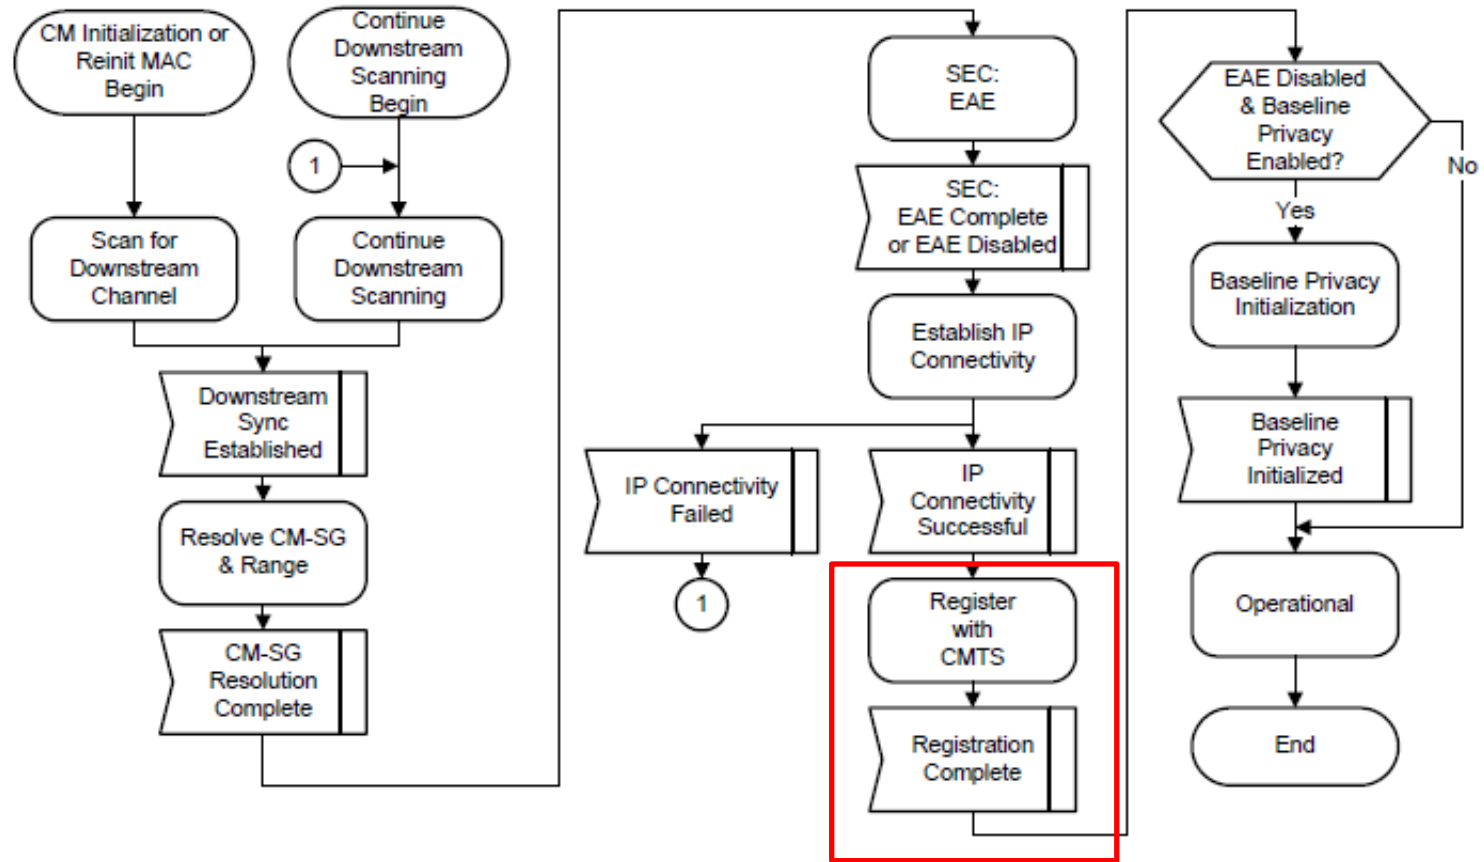 CM Initialization or
Reinit MAC
Begin
Continue
Downstream
Scanning
Begin
1
Scan for
Downstream
Channel
Continue
Downstream
Scanning
Downstream
Sync
Established
Resolve CM-SG
& Range
CM-SG
Resolution
Complete
SEC:
EAE
SEC:
EAE Complete
or EAE Disabled
Establish IP
Connectivity
IP Connectivity
Failed
1
IP
Connectivity
Successful
Register
with
CMTS
Registration
Complete
EAE Disabled
& Baseline
Privacy
Enabled?
No
Yes
Baseline Privacy
Initialization
Baseline
Privacy
Initialized
Operational
End